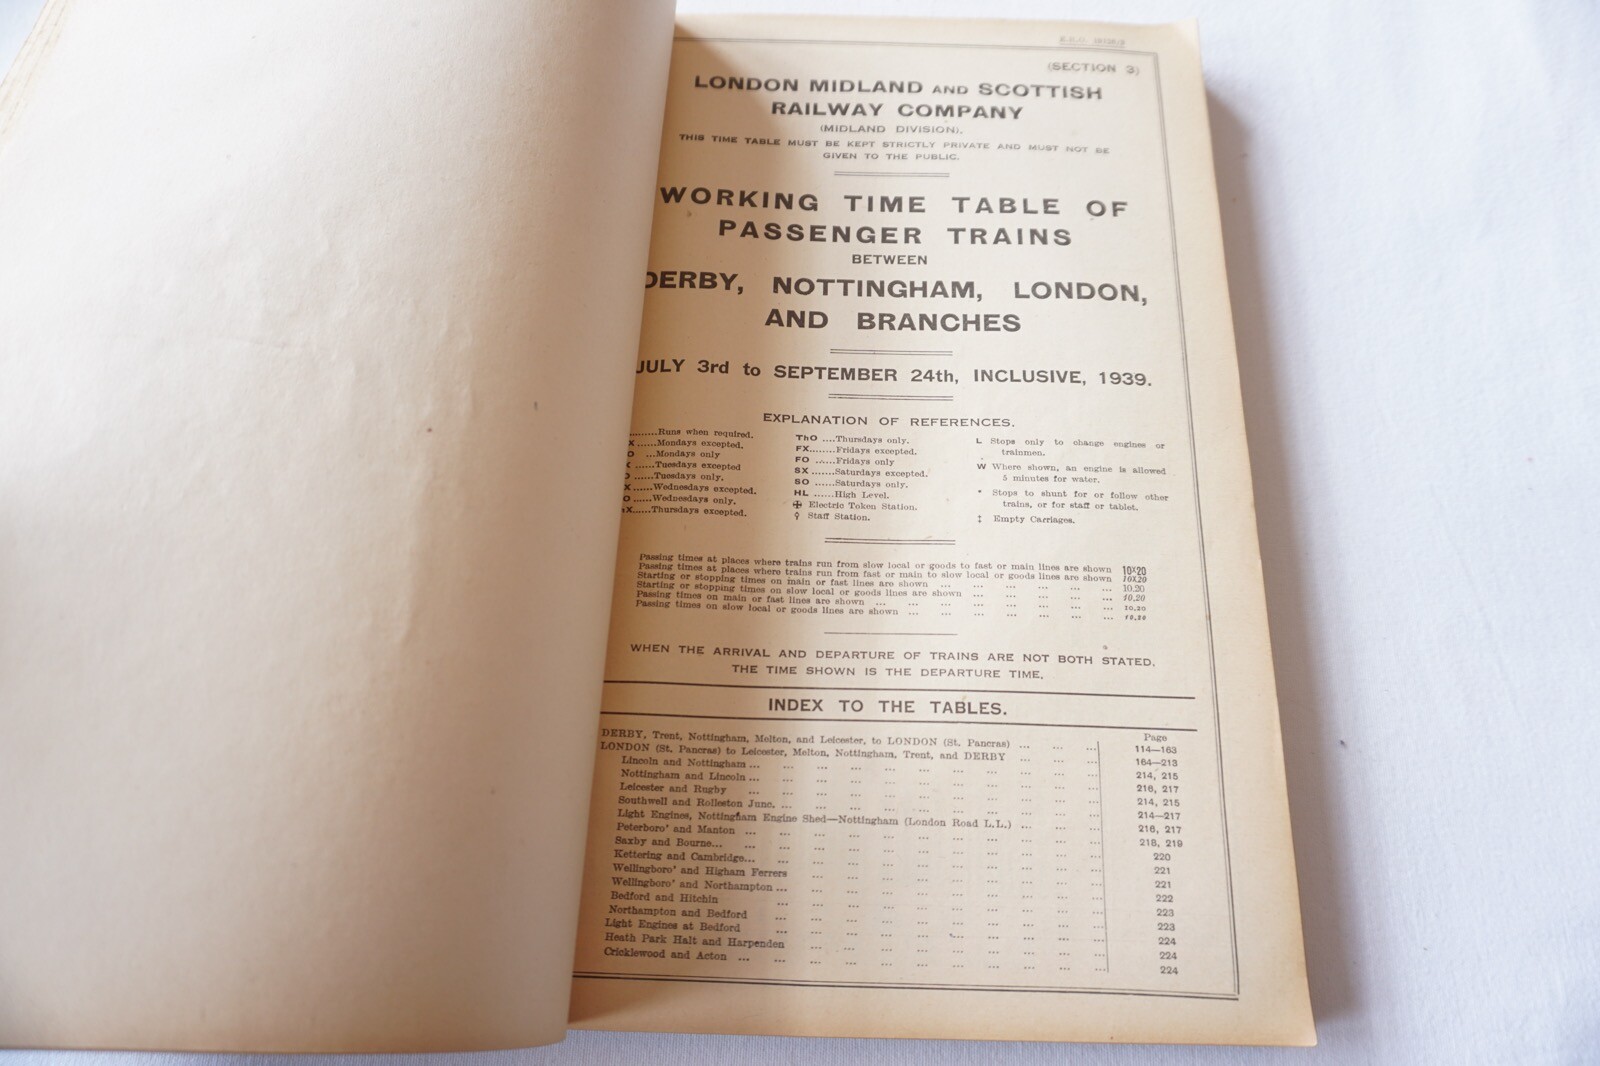 (SECTION 3)
LONDON MIDLAND AND SCOTTISH
RAILWAY COMPANY
(MIDLAND DIVISION).
THIS TIME TABLE MUST BE KEPT STRICTLY PRIVATE AND MUST NOT BE
GIVEN TO THE PUBLIC.
WORKING TIME TABLE OF
PASSENGER TRAINS
BETWEEN
DERBY, NOTTINGHAM, LONDON,
AND BRANCHES
JULY 3rd to SEPTEMBER 24th, INCLUSIVE, 1939.
EXPLANATION OF REFERENCES.
.........Runs when required.
X ......Mondays excepted.
O ...Mondays only
X ......Tuesdays excepted
O ......Tuesdays only.
X......Wednesdays excepted.
O ......Wednesdays only.
X......Thursdays excepted.
ThO ....Thursdays only.
FX........Fridays excepted.
FO ......Fridays only
SX .......Saturdays excepted.
SO ......Saturdays only.
HL ......High Level.
✠ Electric Token Station.
⚲ Staff Station.
L Stops only to change engines or
trainmen.
W Where shown, an engine is allowed
5 minutes for water.
* Stops to shunt for or follow other
trains, or for staff or tablet.
‡ Empty Carriages.
Passing times at places where trains run from slow local or goods to fast or main lines are shown 10X20
Passing times at places where trains run from fast or main to slow local or goods lines are shown 10X20
Starting or stopping times on main or fast lines are shown ... ... ... ... ... ... 10.20
Starting or stopping times on slow local or goods lines are shown ... ... ... ... ... 10.20
Passing times on main or fast lines are shown ... ... ... ... ... ... ... ... 10.20
Passing times on slow local or goods lines are shown ... ... ... ... ... ... ... 10.20
WHEN THE ARRIVAL AND DEPARTURE OF TRAINS ARE NOT BOTH STATED,
THE TIME SHOWN IS THE DEPARTURE TIME.
INDEX TO THE TABLES.
Page
DERBY, Trent, Nottingham, Melton, and Leicester, to LONDON (St. Pancras) ... ... ... 114—163
LONDON (St. Pancras) to Leicester, Melton, Nottingham, Trent, and DERBY ... ... ... 164—213
Lincoln and Nottingham ... ... ... ... ... ... ... ... ... ... ... 214, 215
Nottingham and Lincoln ... ... ... ... ... ... ... ... ... ... ... 216, 217
Leicester and Rugby ... ... ... ... ... ... ... ... ... ... 214, 215
Southwell and Rolleston Junc. ... ... ... ... ... ... ... ... ... ... 214—217
Light Engines, Nottingham Engine Shed—Nottingham (London Road L.L.) ... ... ... 216, 217
Peterboro' and Manton ... ... ... ... ... ... ... ... ... ... ... 218, 219
Saxby and Bourne... ... ... ... ... ... ... ... ... ... ... ... 220
Kettering and Cambridge... ... ... ... ... ... ... ... ... ... ... 221
Wellingboro' and Higham Ferrers ... ... ... ... ... ... ... ... ... 221
Wellingboro' and Northampton ... ... ... ... ... ... ... ... ... ... 222
Bedford and Hitchin ... ... ... ... ... ... ... ... ... ... 223
Northampton and Bedford ... ... ... ... ... ... ... ... ... ... 223
Light Engines at Bedford ... ... ... ... ... ... ... ... ... ... 224
Heath Park Halt and Harpenden ... ... ... ... ... ... ... ... ... 224
Cricklewood and Acton ... ... ... ... ... ... ... ... ... ... ... 224